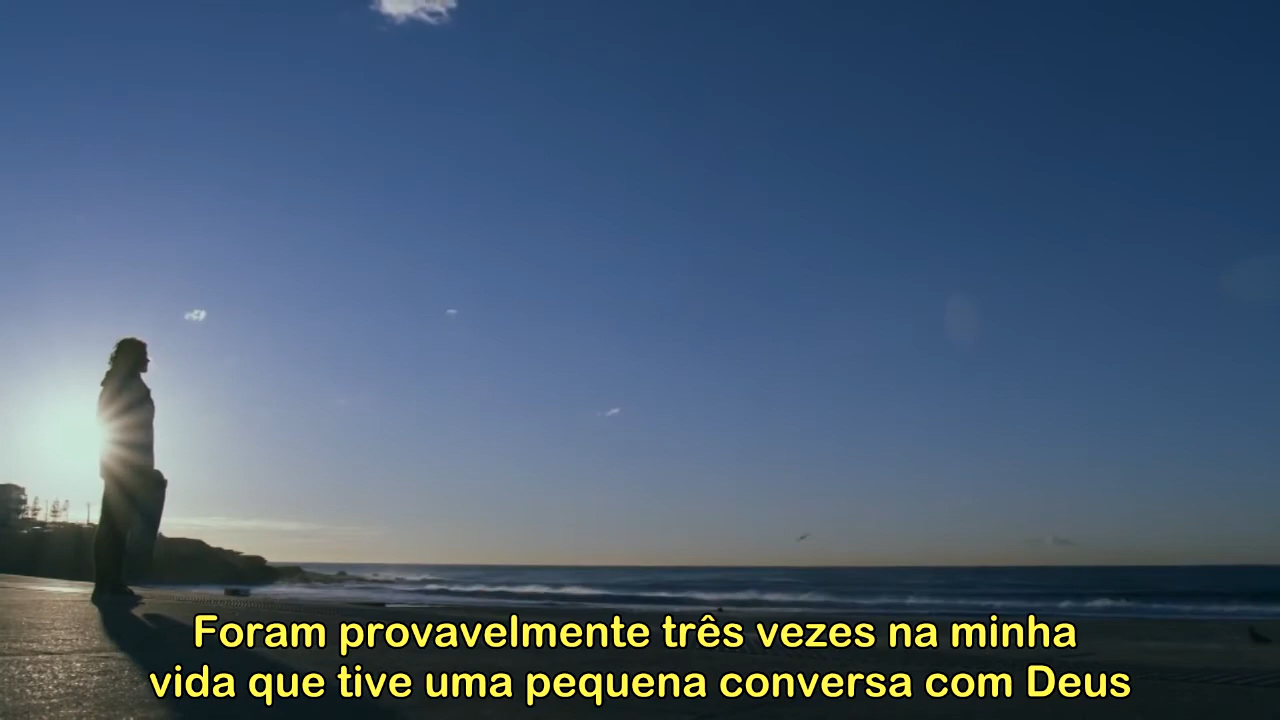 Foram provavelmente três vezes na minha
vida que tive uma pequena conversa com Deus